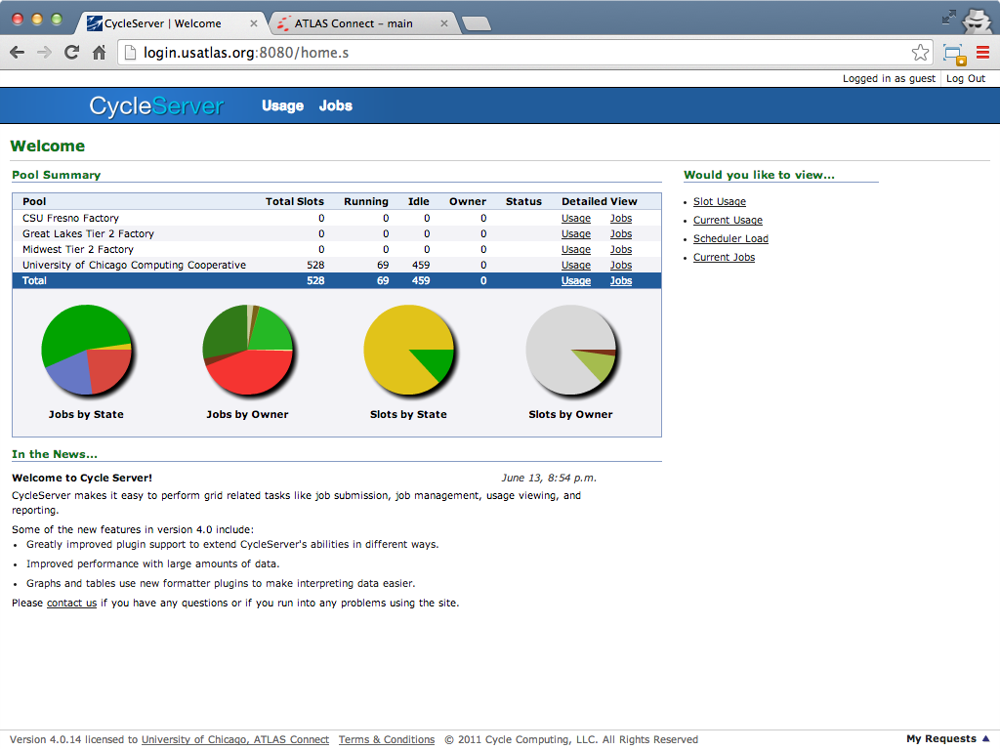 CycleServer | Welcome
ATLAS Connect – main
login.usatlas.org:8080/home.s
Logged in as guest | Log Out
CycleServer Usage Jobs
Welcome
Pool Summary
Pool Total Slots Running Idle Owner Status Detailed View
CSU Fresno Factory 0 0 0 0 Usage Jobs
Great Lakes Tier 2 Factory 0 0 0 0 Usage Jobs
Midwest Tier 2 Factory 0 0 0 0 Usage Jobs
University of Chicago Computing Cooperative 528 69 459 0 Usage Jobs
Total 528 69 459 0 Usage Jobs
Jobs by State Jobs by Owner Slots by State Slots by Owner
Would you like to view...
• Slot Usage
• Current Usage
• Scheduler Load
• Current Jobs
In the News...
Welcome to Cycle Server! June 13, 8:54 p.m.
CycleServer makes it easy to perform grid related tasks like job submission, job management, usage viewing, and
reporting.
Some of the new features in version 4.0 include:
• Greatly improved plugin support to extend CycleServer's abilities in different ways.
• Improved performance with large amounts of data.
• Graphs and tables use new formatter plugins to make interpreting data easier.
Please contact us if you have any questions or if you run into any problems using the site.
Version 4.0.14 licensed to University of Chicago, ATLAS Connect Terms & Conditions © 2011 Cycle Computing, LLC. All Rights Reserved
My Requests ▲